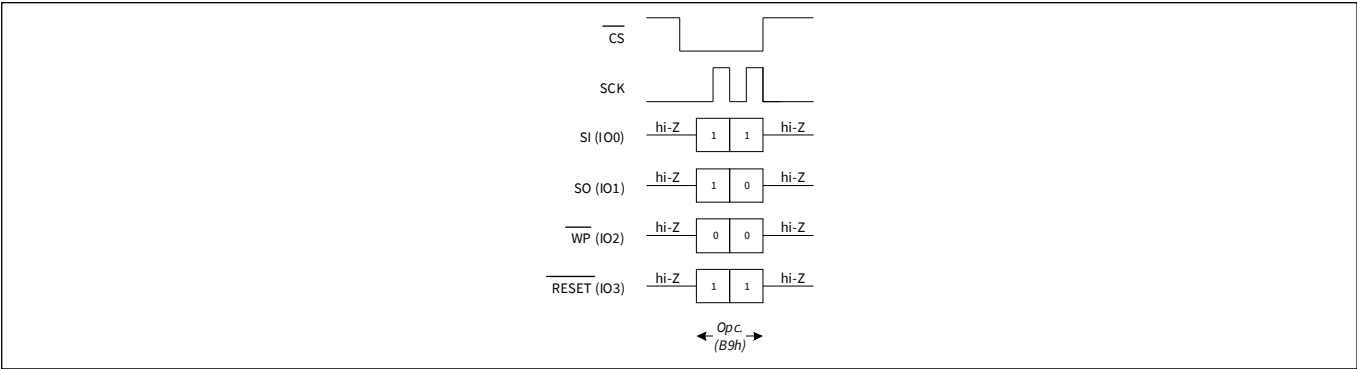 CS
SCK
SI (IO0) hi-Z 1 1 hi-Z
SO (IO1) hi-Z 1 0 hi-Z
WP (IO2) hi-Z 0 0 hi-Z
RESET (IO3) hi-Z 1 1 hi-Z
Opc.
(B9h)